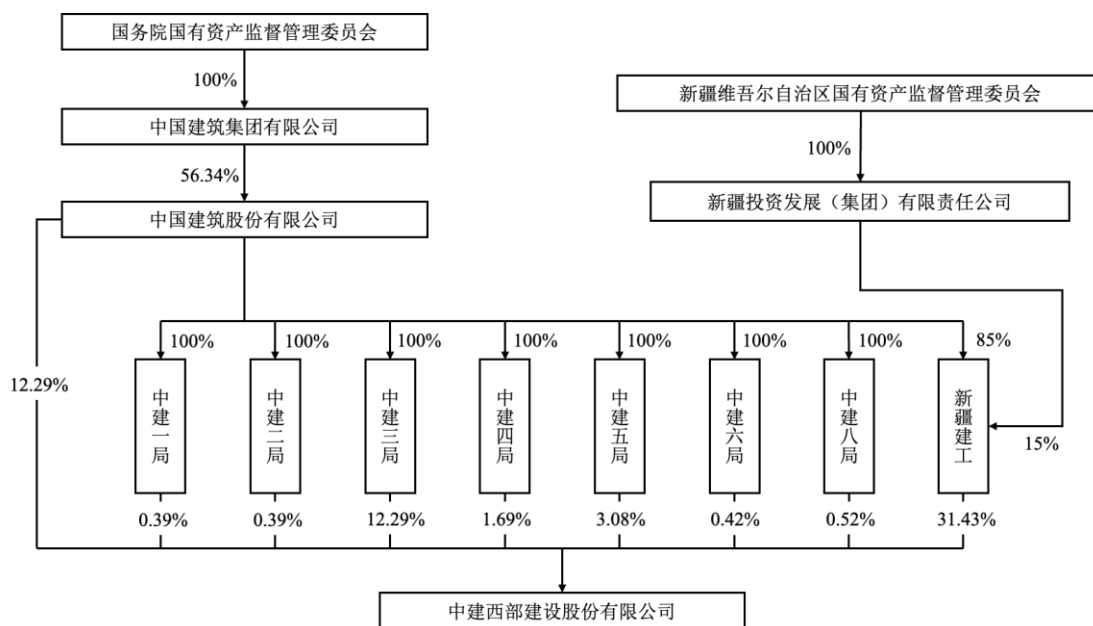 国务院国有资产监督管理委员会
100%
新疆维吾尔自治区国有资产监督管理委员会
中国建筑集团有限公司
100%
56.34%
中国建筑股份有限公司
新疆投资发展（集团）有限责任公司
100%
100%
100%
100%
100%
100%
100%
85%
12.29%
中建一局
中建二局
中建三局
中建四局
中建五局
中建六局
中建八局
新疆建工
15%
0.39%
0.39%
12.29%
1.69%
3.08%
0.42%
0.52%
31.43%
中建西部建设股份有限公司